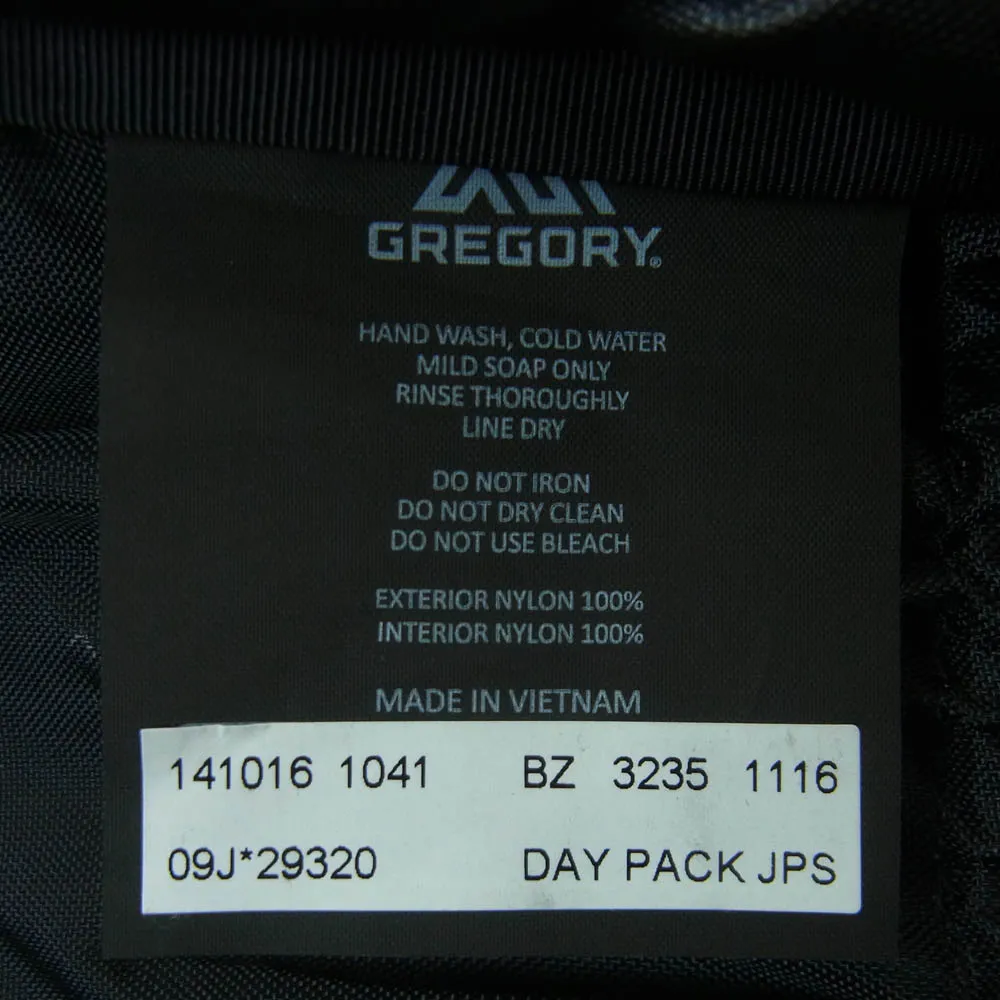 GREGORY®
HAND WASH, COLD WATER
MILD SOAP ONLY
RINSE THOROUGHLY
LINE DRY
DO NOT IRON
DO NOT DRY CLEAN
DO NOT USE BLEACH
EXTERIOR NYLON 100%
INTERIOR NYLON 100%
MADE IN VIETNAM
141016 1041 BZ 3235 1116
09J*29320 DAY PACK JPS